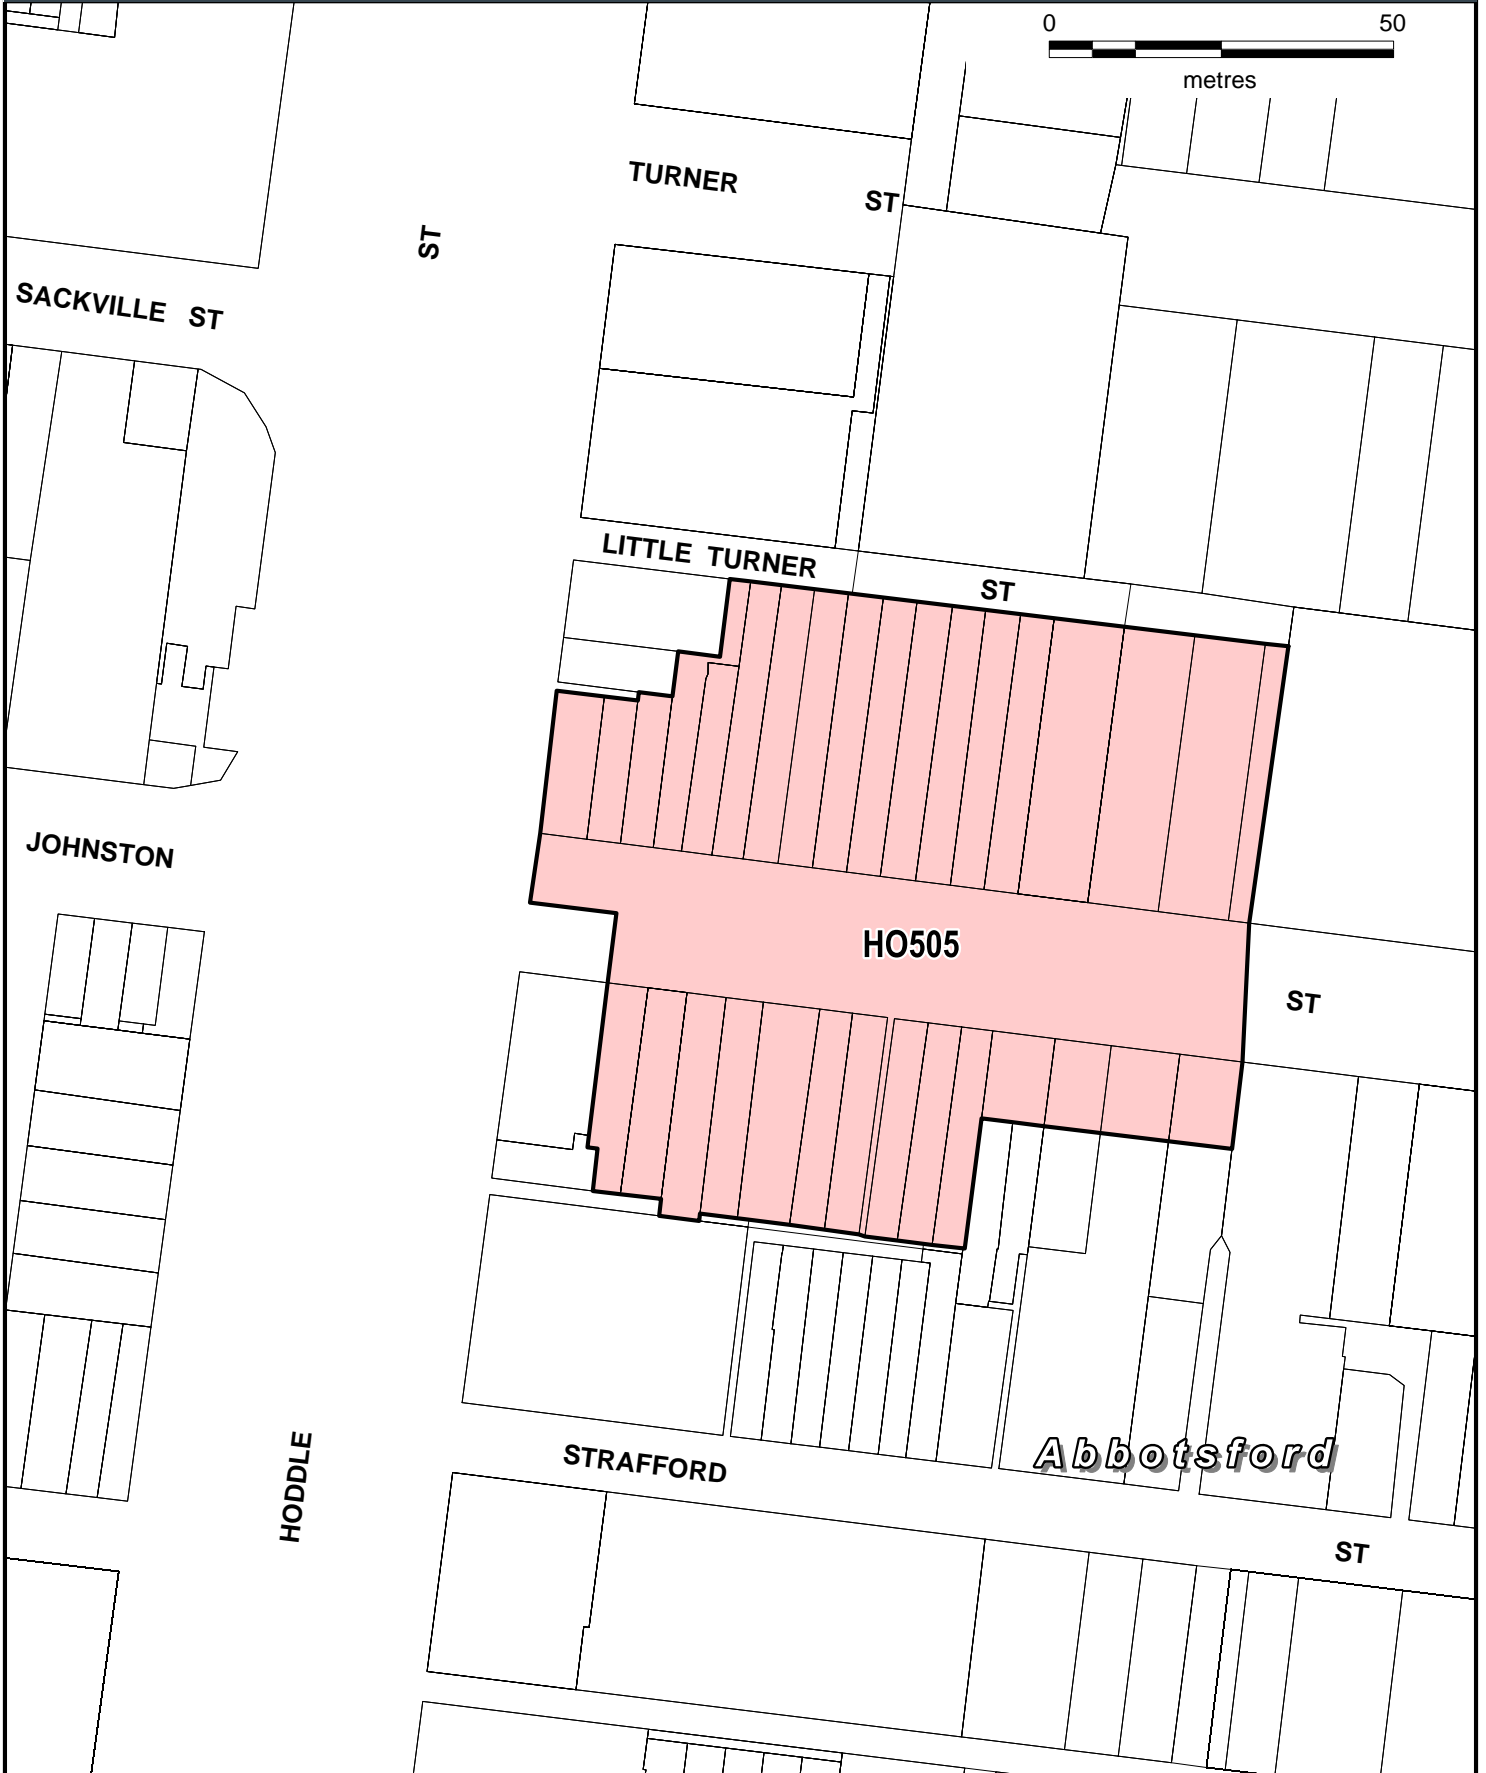 0 50
metres
TURNER ST
ST
SACKVILLE ST
LITTLE TURNER ST
JOHNSTON
HO505
ST
HODDLE
STRAFFORD
Abbotsford
ST